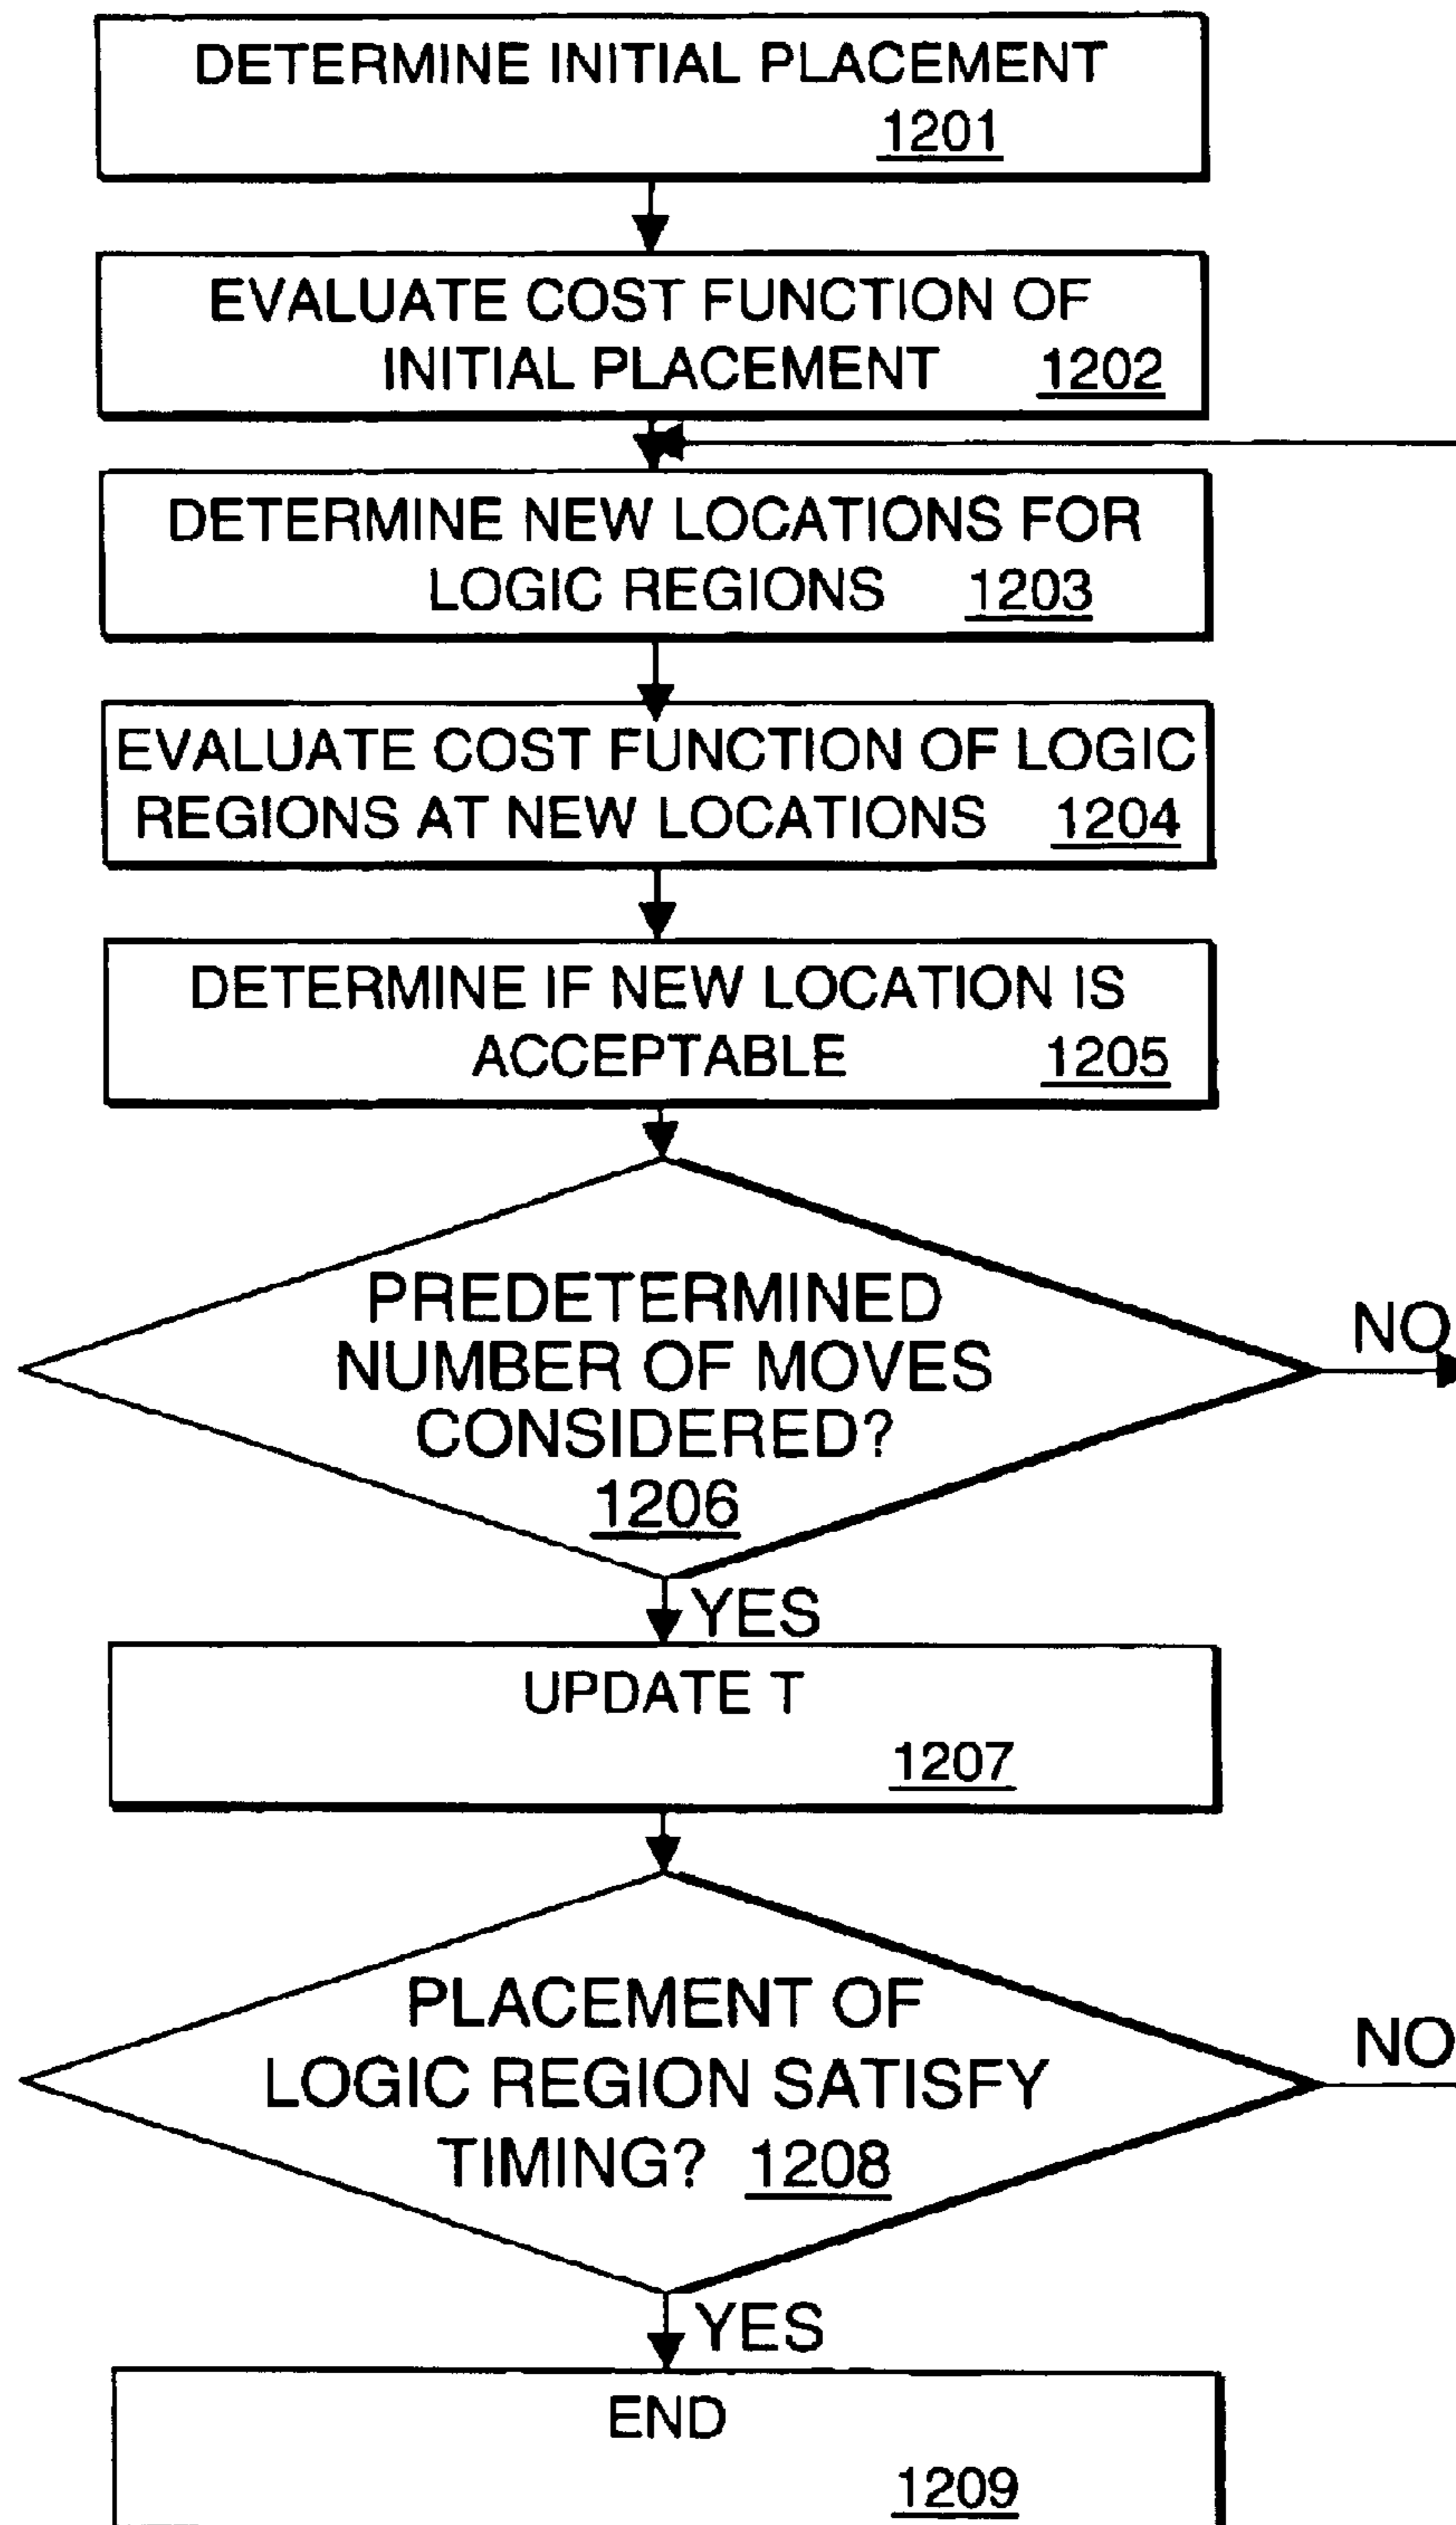 DETERMINE INITIAL PLACEMENT
1201
EVALUATE COST FUNCTION OF
INITIAL PLACEMENT 1202
DETERMINE NEW LOCATIONS FOR
LOGIC REGIONS 1203
EVALUATE COST FUNCTION OF LOGIC
REGIONS AT NEW LOCATIONS 1204
DETERMINE IF NEW LOCATION IS
ACCEPTABLE 1205
PREDETERMINED
NUMBER OF MOVES
CONSIDERED?
1206
NO
YES
UPDATE T
1207
PLACEMENT OF
LOGIC REGION SATISFY
TIMING? 1208
NO
YES
END
1209